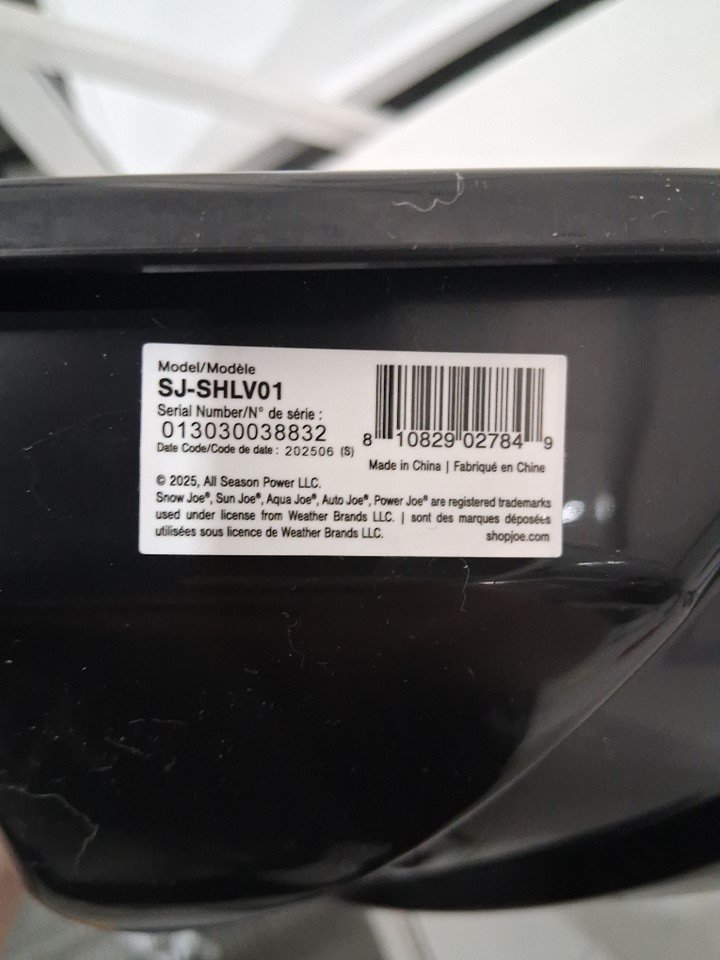 Model/Modèle
SJ-SHLV01
Serial Number/N° de série :
013030038832
Date Code/Code de date : 202506 (S)
8 10829 02784 9
Made in China | Fabriqué en Chine
© 2025, All Season Power LLC.
Snow Joe®, Sun Joe®, Aqua Joe®, Auto Joe®, Power Joe® are registered trademarks
used under license from Weather Brands LLC. | sont des marques déposées
utilisées sous licence de Weather Brands LLC.
shopjoe.com